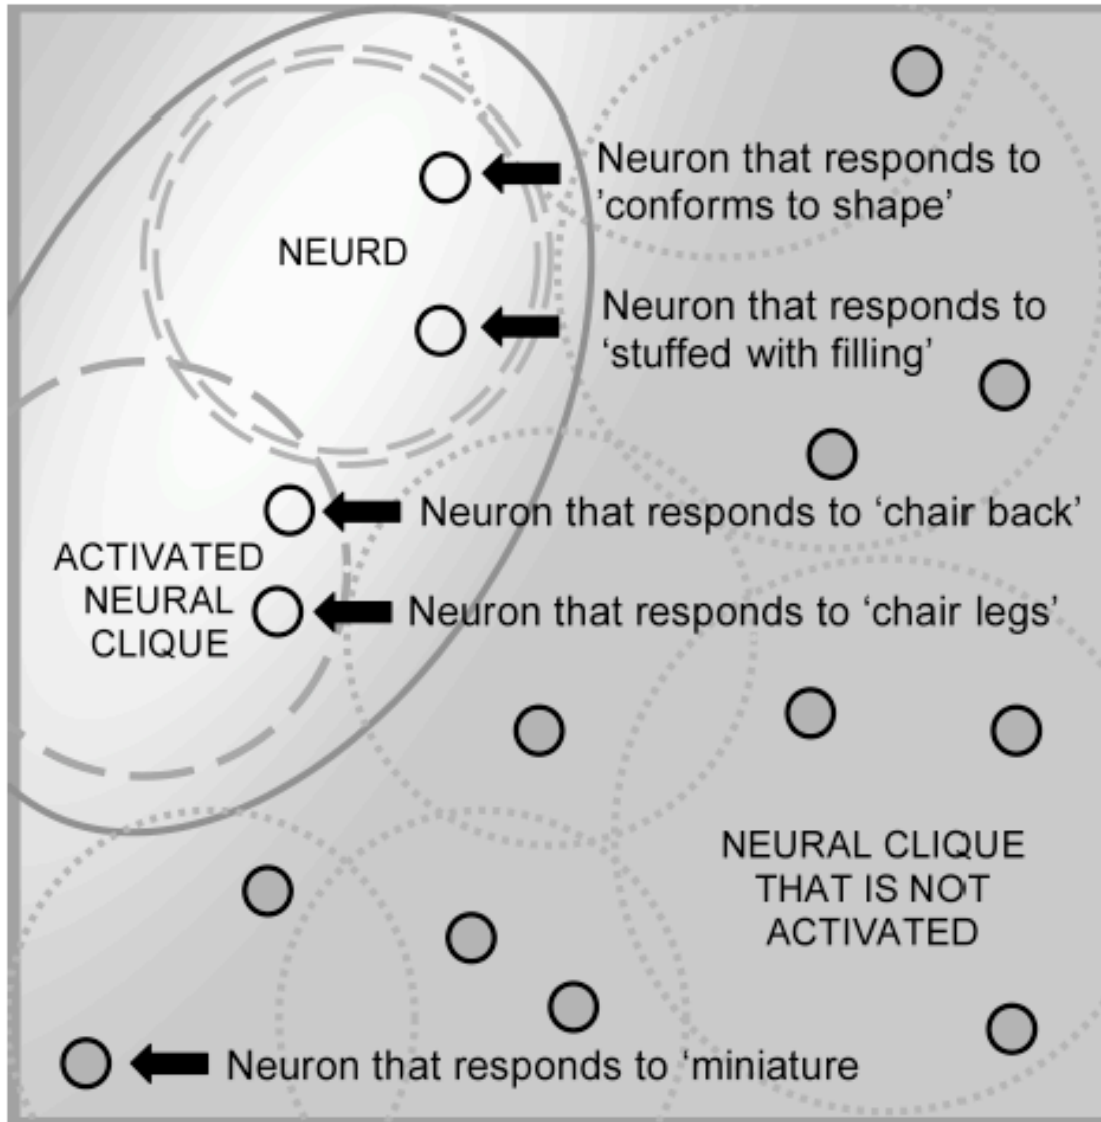 Neuron that responds to
'conforms to shape'
NEURD
Neuron that responds to
‘stuffed with filling’
Neuron that responds to ‘chair back’
ACTIVATED
NEURAL
CLIQUE
Neuron that responds to ‘chair legs’
NEURAL CLIQUE
THAT IS NOT
ACTIVATED
Neuron that responds to ‘miniature